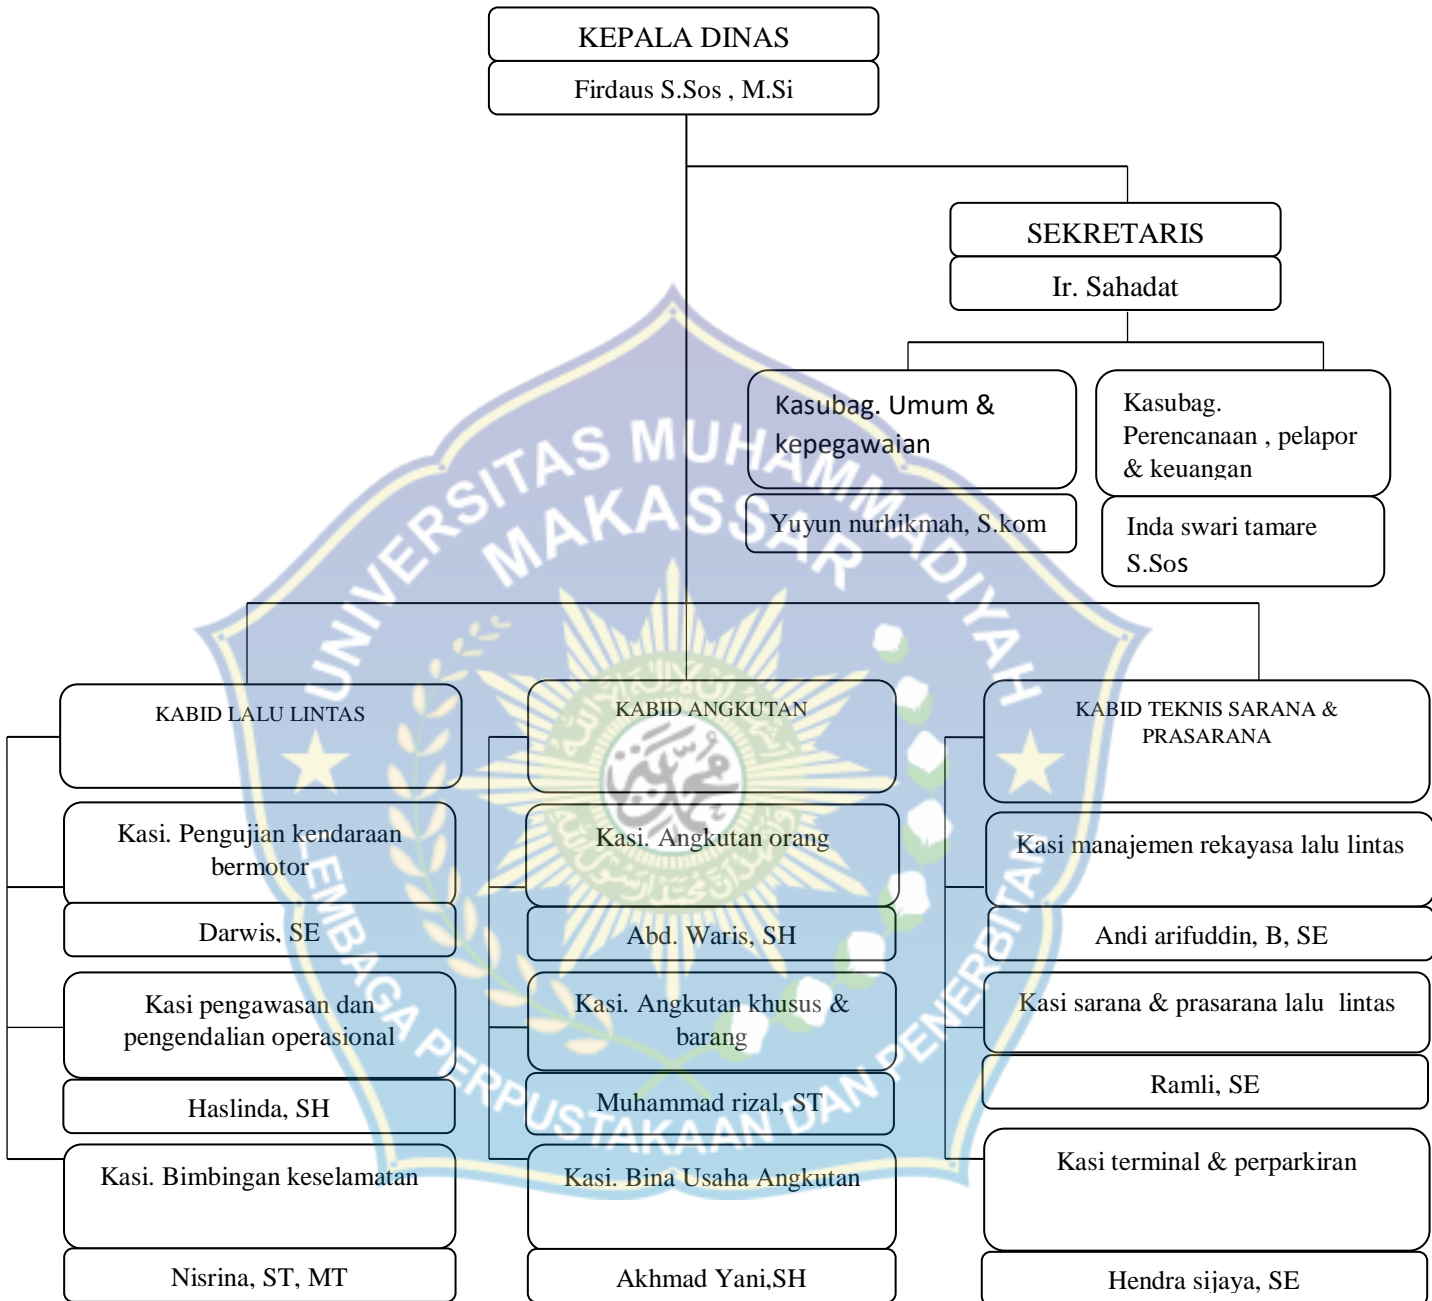 KEPALA DINAS
Firdaus S.Sos , M.Si
SEKRETARIS
Ir. Sahadat
Kasubag. Umum &
kepegawaian
Yuyun nurhikmah, S.kom
Kasubag.
Perencanaan , pelapor
& keuangan
Inda swari tamare
S.Sos
UNIVERSITAS MUHAMMADIYAH
MAKASSAR
KABID LALU LINTAS
Kasi. Pengujian kendaraan
bermotor
Darwis, SE
Kasi pengawasan dan
pengendalian operasional
Haslinda, SH
Kasi. Bimbingan keselamatan
Nisrina, ST, MT
KABID ANGKUTAN
Kasi. Angkutan orang
Abd. Waris, SH
Kasi. Angkutan khusus &
barang
Muhammad rizal, ST
Kasi. Bina Usaha Angkutan
Akhmad Yani,SH
KABID TEKNIS SARANA &
PRASARANA
Kasi manajemen rekayasa lalu lintas
Andi arifuddin, B, SE
Kasi sarana & prasarana lalu  lintas
Ramli, SE
Kasi terminal & perparkiran
Hendra sijaya, SE
LEMBAGA PERPUSTAKAAN DAN PENERBITAN